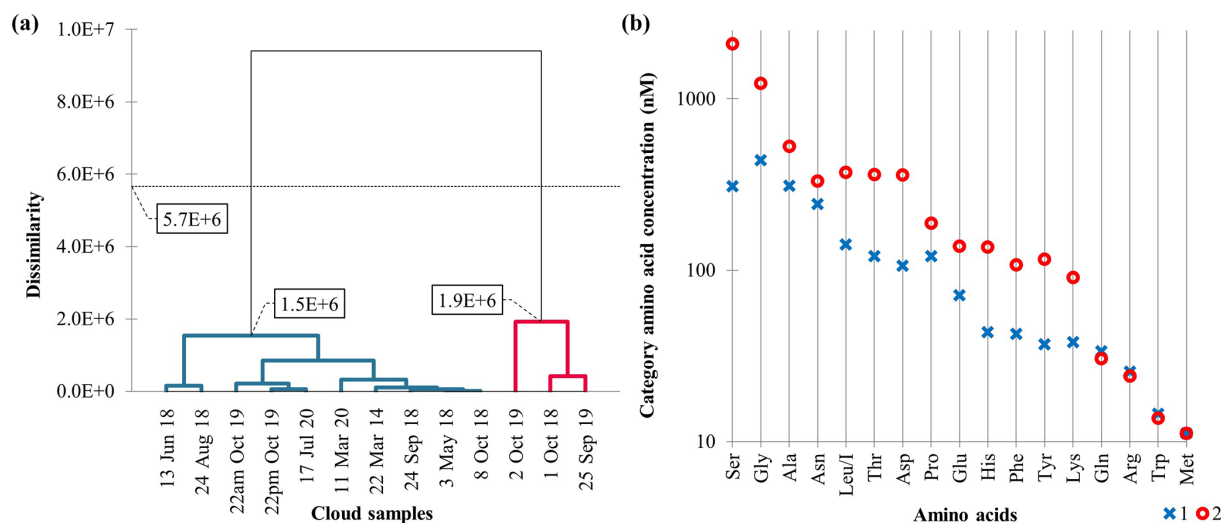 (a)
1.0E+7
8.0E+6
6.0E+6
4.0E+6
2.0E+6
0.0E+0
Dissimilarity
5.7E+6
1.5E+6
1.9E+6
13 Jun 18
24 Aug 18
22am Oct 19
22pm Oct 19
17 Jul 20
11 Mar 20
22 Mar 14
24 Sep 18
3 May 18
8 Oct 18
2 Oct 19
1 Oct 18
25 Sep 19
Cloud samples
(b)
Category amino acid concentration (nM)
1000
100
10
Ser
Gly
Ala
Asn
Leu/I
Thr
Asp
Pro
Glu
His
Phe
Tyr
Lys
Gln
Arg
Trp
Met
Amino acids
1 2